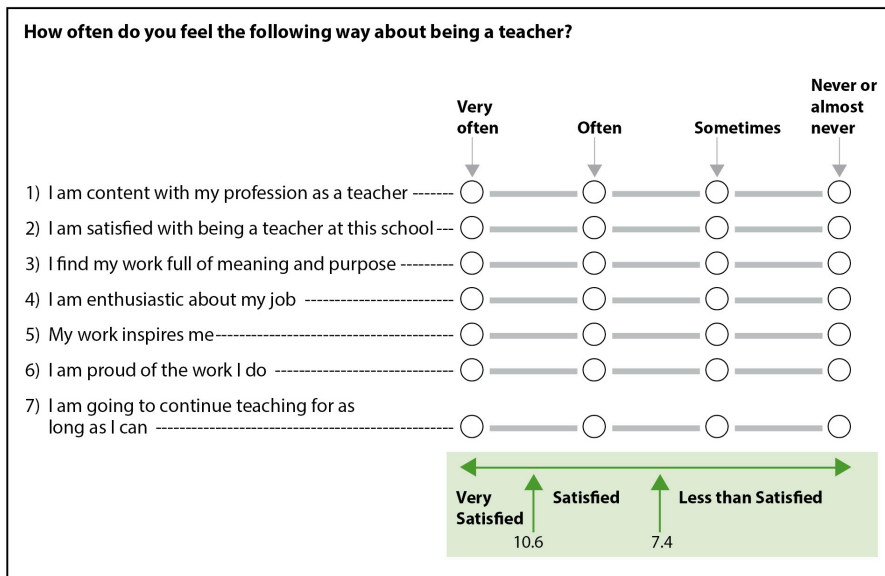 How often do you feel the following way about being a teacher?
Very often
Often
Sometimes
Never or almost never
1) I am content with my profession as a teacher
2) I am satisfied with being a teacher at this school
3) I find my work full of meaning and purpose
4) I am enthusiastic about my job
5) My work inspires me
6) I am proud of the work I do
7) I am going to continue teaching for as
long as I can
Very Satisfied
Satisfied
Less than Satisfied
10.6
7.4